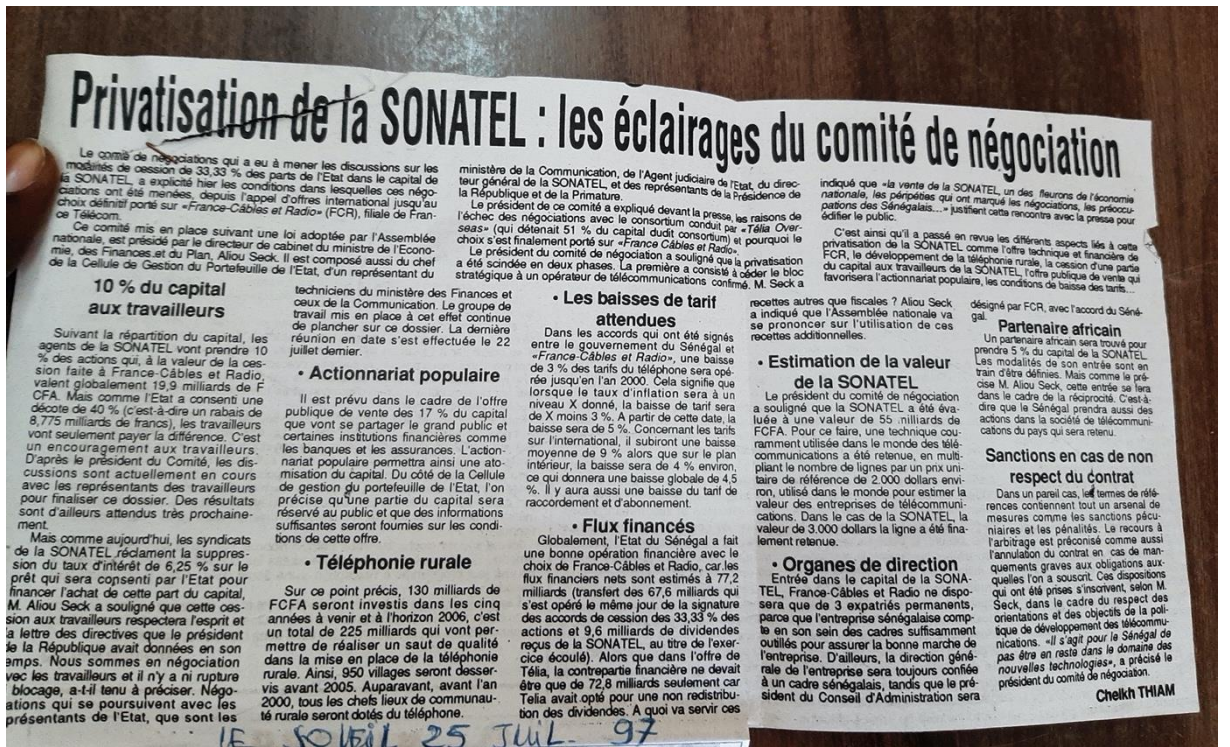 Privatisation de la SONATEL : les éclairages du comité de négociation
Le comité de négociations qui a eu à mener les discussions sur les
modalités de cession de 33,33 % des parts de l'Etat dans le capital de
la SONATEL, a explicité hier les conditions dans lesquelles ces négo-
ciations ont été menées, depuis l'appel d'offres international jusqu'au
choix définitif porté sur «France-Câbles et Radio» (FCR), filiale de Fran-
ce Télécom.
Ce comité mis en place suivant une loi adoptée par l'Assemblée
nationale, est présidé par le directeur de cabinet du ministre de l'Econo-
mie, des Finances et du Plan, Aliou Seck. Il est composé aussi du chef
de la Cellule de Gestion du Portefeuille de l'Etat, d'un représentant du
ministère de la Communication, de l'Agent judiciaire de l'Etat, du direc-
teur général de la SONATEL, et des représentants de la Présidence de
la République et de la Primature.
Le président de ce comité a expliqué devant la presse, les raisons de
l'échec des négociations avec le consortium conduit par «Télia Over-
seas» (qui détenait 51 % du capital dudit consortium) et pourquoi le
choix s'est finalement porté sur «France Câbles et Radio».
Le président du comité de négociation a souligné que la privatisation
a été scindée en deux phases. La première a consisté à céder le bloc
stratégique à un opérateur de télécommunications confirmé. M. Seck a
indiqué que «la vente de la SONATEL, un des fleurons de l'économie
nationale, les péripéties qui ont marqué les négociations, les préoccu-
pations des Sénégalais...» justifient cette rencontre avec la presse pour
édifier le public.
C'est ainsi qu'il a passé en revue les différents aspects liés à cette
privatisation de la SONATEL comme l'offre technique et financière de
FCR, le développement de la téléphonie rurale, la cession d'une partie
du capital aux travailleurs de la SONATEL, l'offre publique de vente qui
favorisera l'actionnariat populaire, les conditions de baisse des tarifs...
10 % du capital
aux travailleurs
Suivant la répartition du capital, les
agents de la SONATEL vont prendre 10
% des actions qui, à la valeur de la ces-
sion faite à France-Câbles et Radio,
valent globalement 19,9 milliards de F
CFA. Mais comme l'Etat a consenti une
décote de 40 % (c'est-à-dire un rabais de
8,775 milliards de francs), les travailleurs
vont seulement payer la différence. C'est
un encouragement aux travailleurs.
D'après le président du Comité, les dis-
cussions sont actuellement en cours
avec les représentants des travailleurs
pour finaliser ce dossier. Des résultats
sont d'ailleurs attendus très prochaine-
ment.
Mais comme aujourd'hui, les syndicats
de la SONATEL réclament la suppres-
sion du taux d'intérêt de 6,25 % sur le
prêt qui sera consenti par l'Etat pour
financer l'achat de cette part du capital,
M. Aliou Seck a souligné que cette ces-
sion aux travailleurs respectera l'esprit et
la lettre des directives que le président
de la République avait données en son
emps. Nous sommes en négociation
vec les travailleurs et il n'y a ni rupture
blocage, a-t-il tenu à préciser. Négo-
ations qui se poursuivent avec les
présentants de l'Etat, que sont les
techniciens du ministère des Finances et
ceux de la Communication. Le groupe de
travail mis en place à cet effet continue
de plancher sur ce dossier. La dernière
réunion en date s'est effectuée le 22
juillet dernier.
• Actionnariat populaire
Il est prévu dans le cadre de l'offre
publique de vente des 17 % du capital
que vont se partager le grand public et
certaines institutions financières comme
les banques et les assurances. L'action-
nariat populaire permettra ainsi une ato-
misation du capital. Du côté de la Cellule
de gestion du portefeuille de l'Etat, l'on
précise qu'une partie du capital sera
réservé au public et que des informations
suffisantes seront fournies sur les condi-
tions de cette offre.
• Téléphonie rurale
Sur ce point précis, 130 milliards de
FCFA seront investis dans les cinq
années à venir et à l'horizon 2006, c'est
un total de 225 milliards qui vont per-
mettre de réaliser un saut de qualité
dans la mise en place de la téléphonie
rurale. Ainsi, 950 villages seront desser-
vis avant 2005. Auparavant, avant l'an
2000, tous les chefs lieux de communau-
té rurale seront dotés du téléphone.
• Les baisses de tarif
attendues
Dans les accords qui ont été signés
entre le gouvernement du Sénégal et
«France-Câbles et Radio», une baisse
de 3 % des tarifs du téléphone sera opé-
rée jusqu'en l'an 2000. Cela signifie que
lorsque le taux d'inflation sera à un
niveau X donné, la baisse de tarif sera
de X moins 3 %. A partir de cette date, la
baisse sera de 5 %. Concernant les tarifs
sur l'international, il subiront une baisse
moyenne de 9 % alors que sur le plan
intérieur, la baisse sera de 4 % environ,
ce qui donnera une baisse globale de 4,5
%. Il y aura aussi une baisse du tarif de
raccordement et d'abonnement.
• Flux financés
Globalement, l'Etat du Sénégal a fait
une bonne opération financière avec le
choix de France-Câbles et Radio, car les
flux financiers nets sont estimés à 77,2
milliards (transfert des 67,6 milliards qui
s'est opéré le même jour de la signature
des accords de cession des 33,33 % des
actions et 9,6 milliards de dividendes
reçus de la SONATEL, au titre de l'exer-
cice écoulé). Alors que dans l'offre de
Télia, la contrepartie financière ne devait
être que de 72,8 milliards seulement car
Telia avait opté pour une non redistribu-
tion des dividendes. A quoi va servir ces
recettes autres que fiscales ? Aliou Seck
a indiqué que l'Assemblée nationale va
se prononcer sur l'utilisation de ces
recettes additionnelles.
• Estimation de la valeur
de la SONATEL
Le président du comité de négociation
a souligné que la SONATEL a été éva-
luée à une valeur de 55 milliards de
FCFA. Pour ce faire, une technique cou-
ramment utilisée dans le monde des télé-
communications a été retenue, en multi-
pliant le nombre de lignes par un prix uni-
taire de référence de 2.000 dollars envi-
ron, utilisé dans le monde pour estimer la
valeur des entreprises de télécommuni-
cations. Dans le cas de la SONATEL, la
valeur de 3.000 dollars la ligne a été fina-
lement retenue.
• Organes de direction
Entrée dans le capital de la SONA-
TEL, France-Câbles et Radio ne dispo-
sera que de 3 expatriés permanents,
parce que l'entreprise sénégalaise comp-
te en son sein des cadres suffisamment
outillés pour assurer la bonne marche de
l'entreprise. D'ailleurs, la direction géné-
rale de l'entreprise sera toujours confiée
à un cadre sénégalais, tandis que le pré-
sident du Conseil d'Administration sera
désigné par FCR, avec l'accord du Séné-
gal.
Partenaire africain
Un partenaire africain sera trouvé pour
prendre 5 % du capital de la SONATEL.
Les modalités de son entrée sont en
train d'être définies. Mais comme le pré-
cise M. Aliou Seck, cette entrée se fera
dans le cadre de la réciprocité. C'est-à-
dire que le Sénégal prendra aussi des
actions dans la société de télécommuni-
cations du pays qui sera retenu.
Sanctions en cas de non
respect du contrat
Dans un pareil cas, les termes de réfé-
rences contiennent tout un arsenal de
mesures comme les sanctions pécu-
niaires et les pénalités. Le recours à
l'arbitrage est préconisé comme aussi
l'annulation du contrat en cas de man-
quements graves aux obligations aux-
quelles l'on a souscrit. Ces dispositions
qui ont été prises s'inscrivent, selon M.
Seck, dans le cadre du respect des
orientations et des objectifs de la poli-
tique de développement des télécommu-
nications. «Il s'agit pour le Sénégal de
pas être en reste dans le domaine des
nouvelles technologies», a précisé le
président du comité de négociation.
Cheikh THIAM
LE SOLEIL 25 JUIL. 97